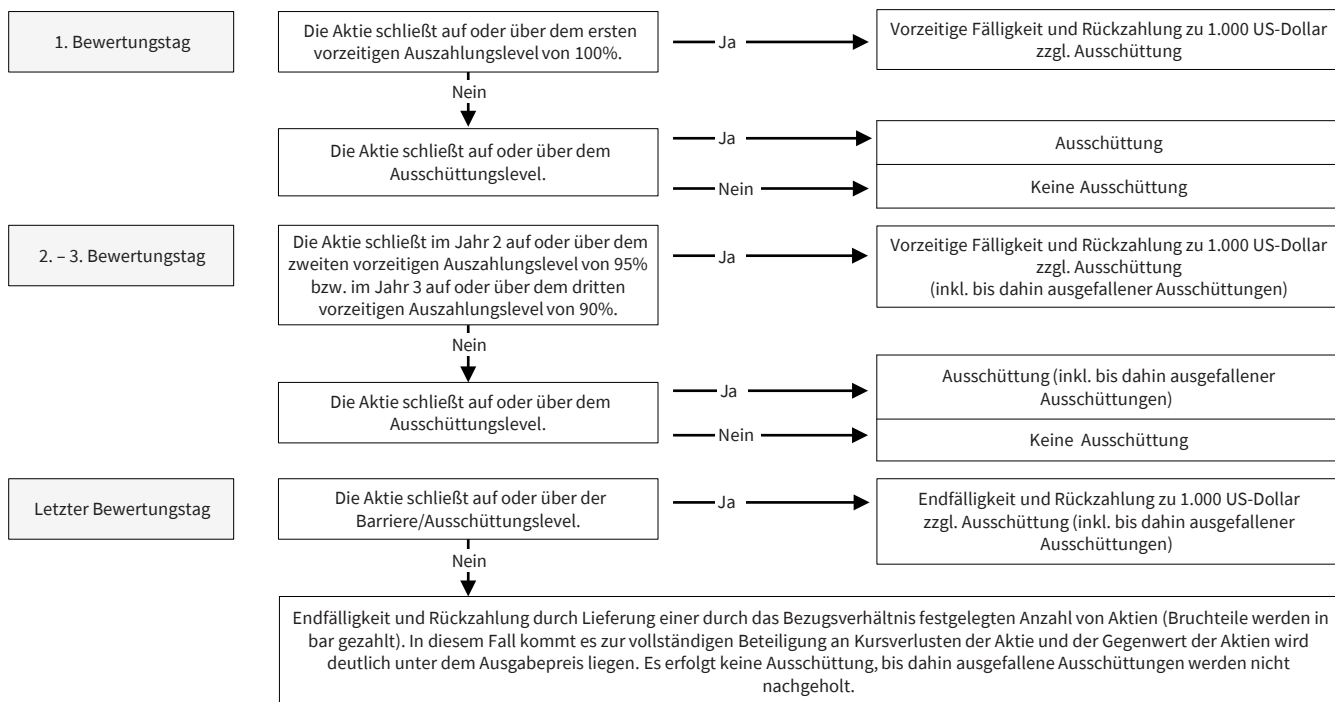 1. Bewertungstag
Die Aktie schließt auf oder über dem ersten
vorzeitigen Auszahlungslevel von 100%.
Ja
Vorzeitige Fälligkeit und Rückzahlung zu 1.000 US-Dollar
zzgl. Ausschüttung
Nein
Die Aktie schließt auf oder über dem
Ausschüttungslevel.
Ja
Ausschüttung
Nein
Keine Ausschüttung
2. – 3. Bewertungstag
Die Aktie schließt im Jahr 2 auf oder über dem
zweiten vorzeitigen Auszahlungslevel von 95%
bzw. im Jahr 3 auf oder über dem dritten
vorzeitigen Auszahlungslevel von 90%.
Ja
Vorzeitige Fälligkeit und Rückzahlung zu 1.000 US-Dollar
zzgl. Ausschüttung
(inkl. bis dahin ausgefallener Ausschüttungen)
Nein
Die Aktie schließt auf oder über dem
Ausschüttungslevel.
Ja
Ausschüttung (inkl. bis dahin ausgefallener
Ausschüttungen)
Nein
Keine Ausschüttung
Letzter Bewertungstag
Die Aktie schließt auf oder über der
Barriere/Ausschüttungslevel.
Ja
Endfälligkeit und Rückzahlung zu 1.000 US-Dollar
zzgl. Ausschüttung (inkl. bis dahin ausgefallener
Ausschüttungen)
Nein
Endfälligkeit und Rückzahlung durch Lieferung einer durch das Bezugsverhältnis festgelegten Anzahl von Aktien (Bruchteile werden in
bar gezahlt). In diesem Fall kommt es zur vollständigen Beteiligung an Kursverlusten der Aktie und der Gegenwert der Aktien wird
deutlich unter dem Ausgabepreis liegen. Es erfolgt keine Ausschüttung, bis dahin ausgefallene Ausschüttungen werden nicht
nachgeholt.